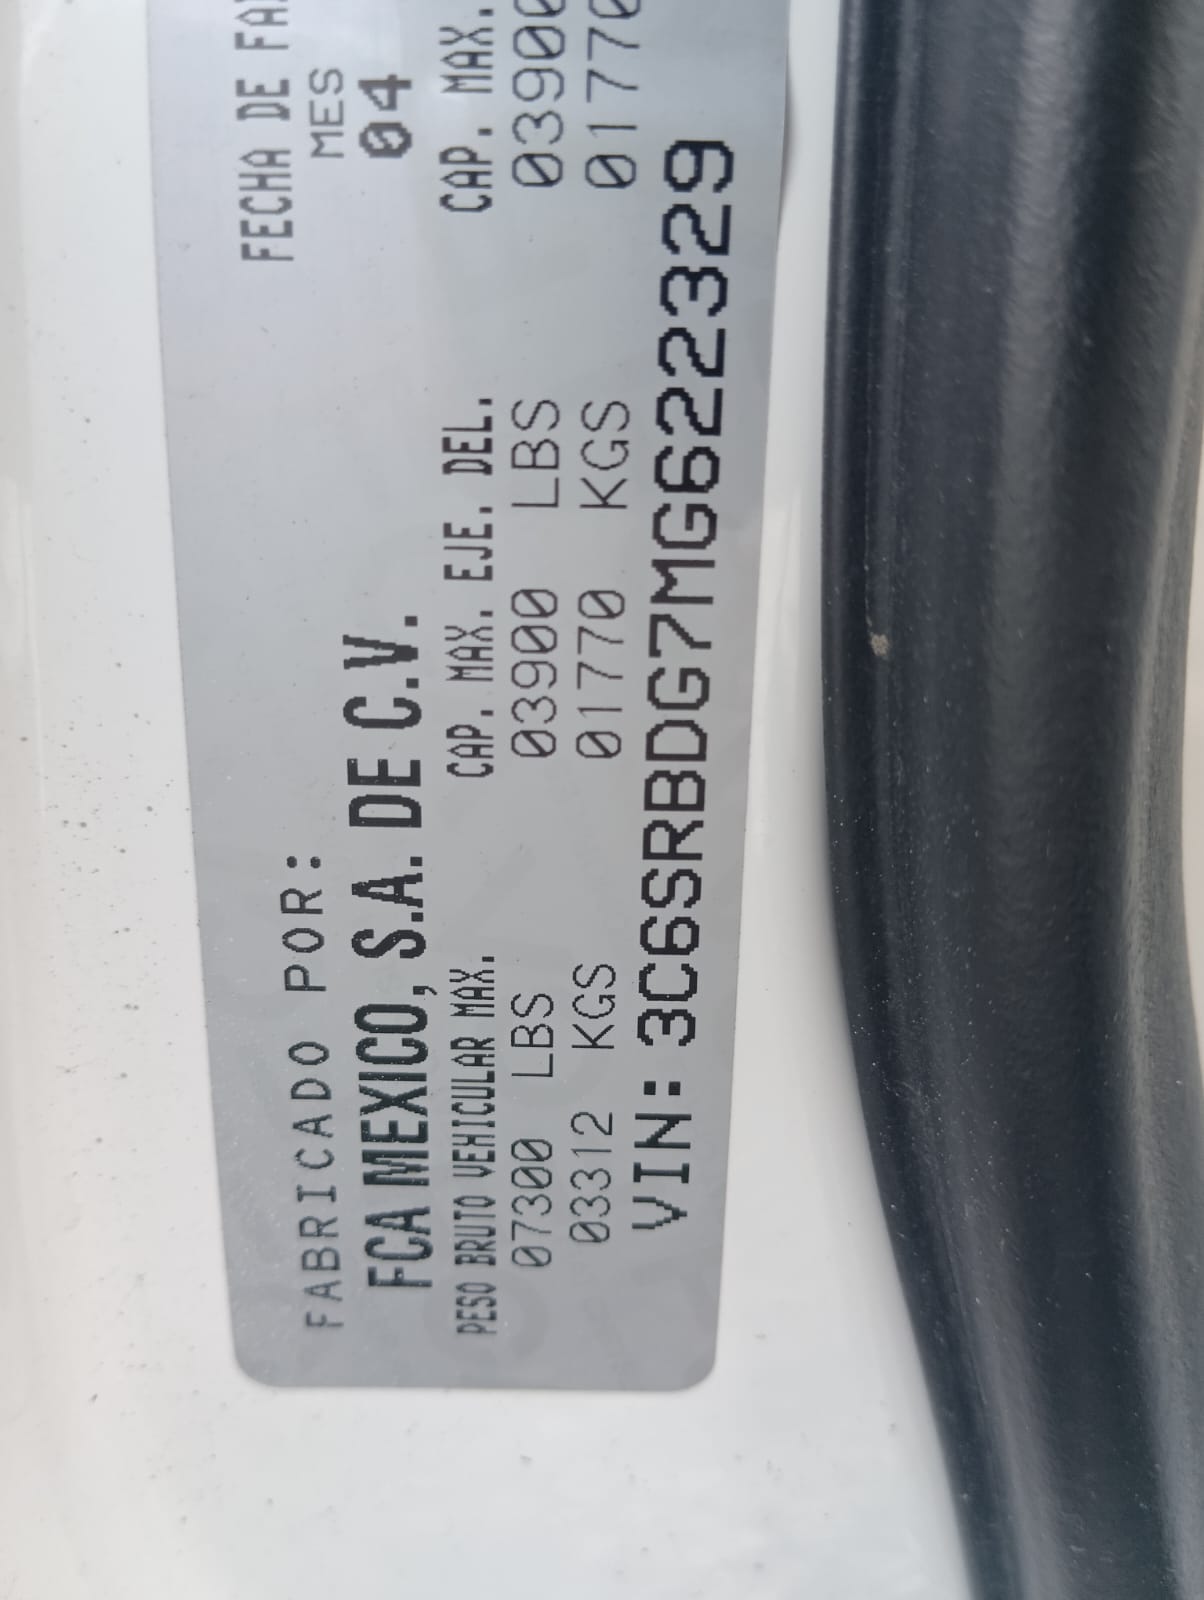 FECHA DE
MES
04
FABRICADO POR:
FCA MEXICO, S.A. DE C.V.
PESO BRUTO VEHICULAR MAX. CAP. MAX. EJE. DEL. CAP. MAX.
07300 LBS 03900 LBS 03900
03312 KGS 01770 KGS 01770
VIN: 3C6SRBDG7MG622329